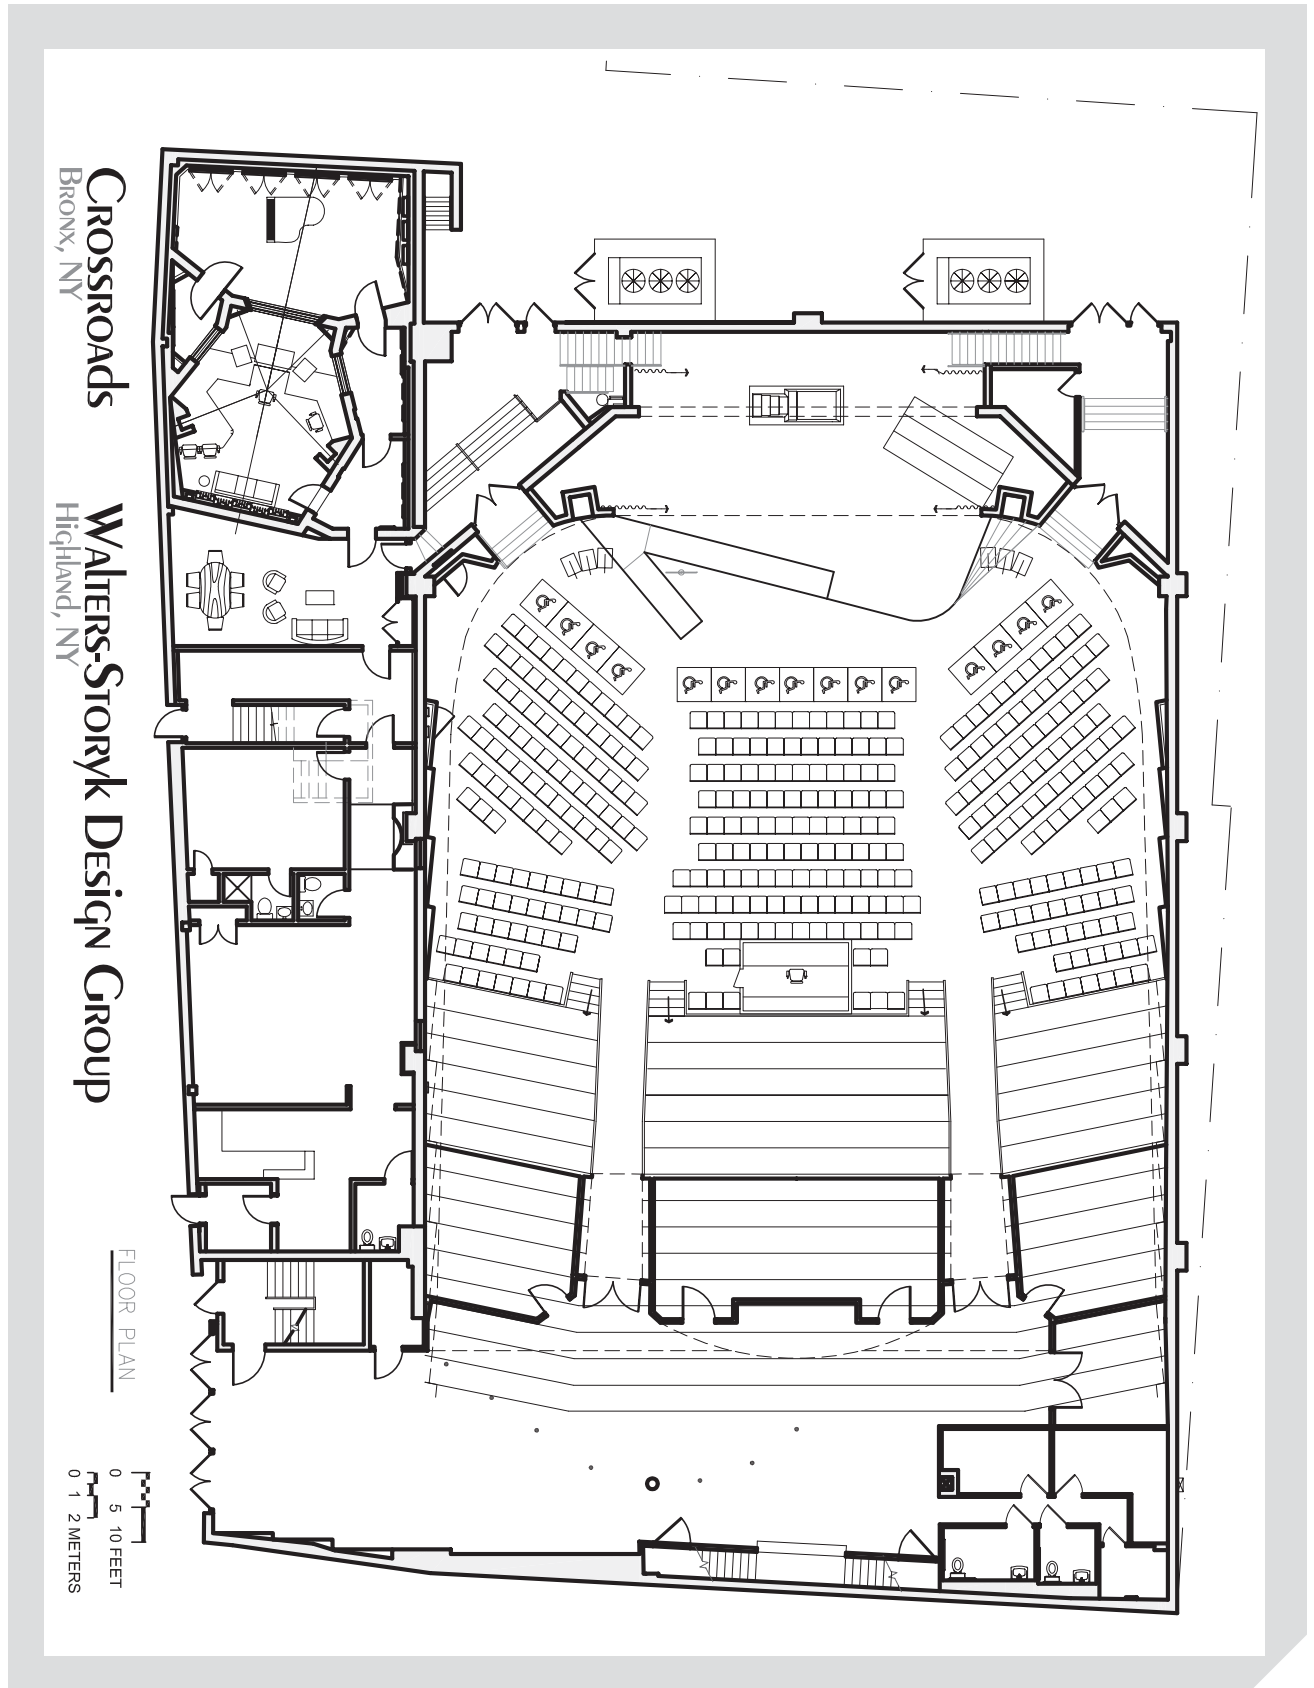 Crossroads
Bronx, NY
Walters-Storyk Design Group
Highland, NY
FLOOR PLAN
0 5 10 FEET
0 1 2 METERS